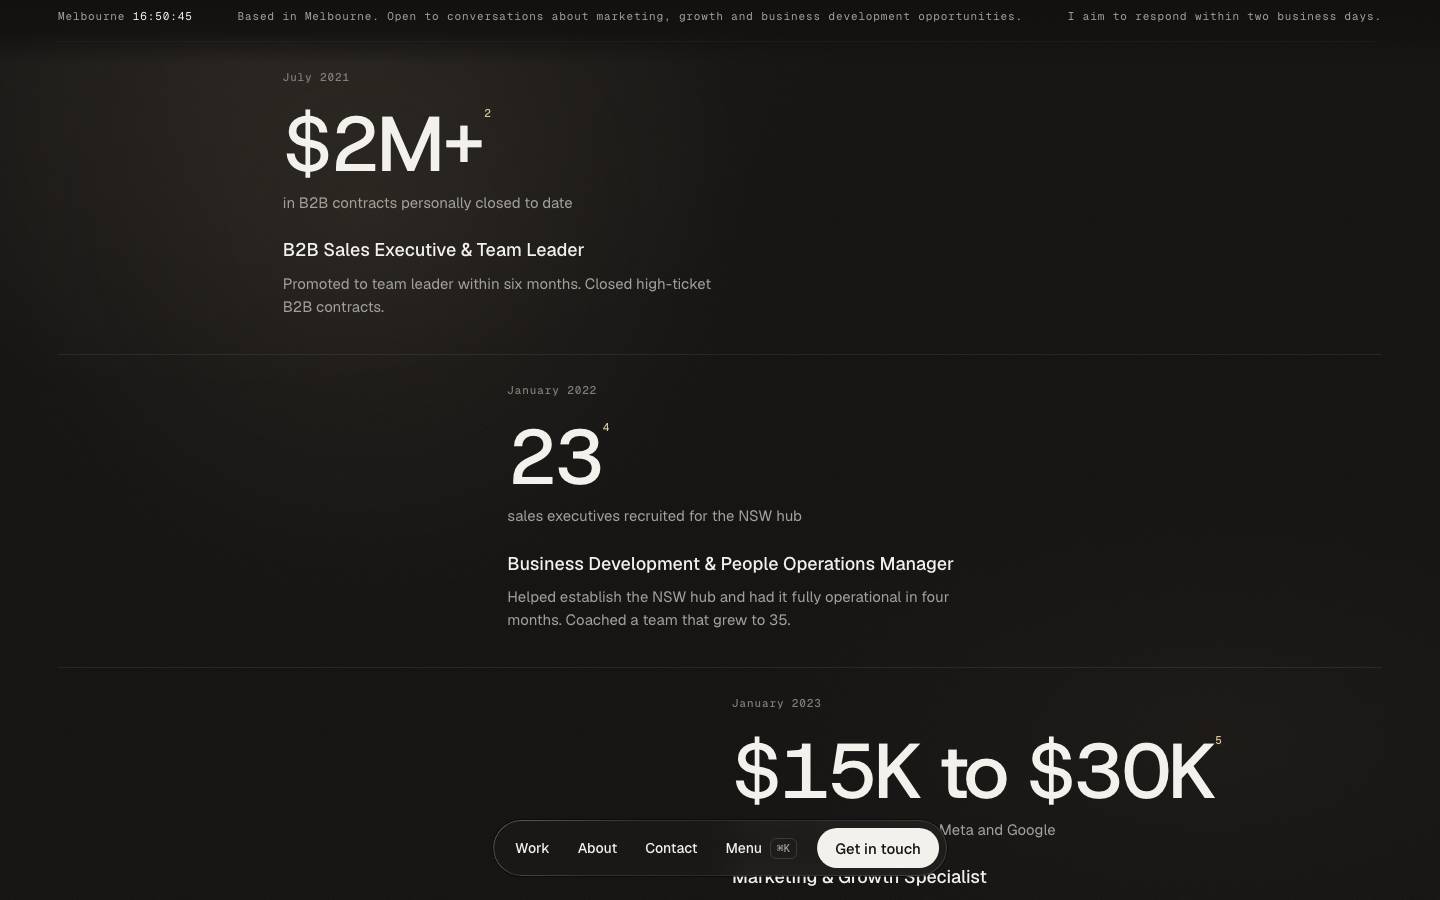 Melbourne 16:50:45 Based in Melbourne. Open to conversations about marketing, growth and business development opportunities. I aim to respond within two business days.
July 2021
$2M+2
in B2B contracts personally closed to date
B2B Sales Executive & Team Leader
Promoted to team leader within six months. Closed high-ticket
B2B contracts.
January 2022
234
sales executives recruited for the NSW hub
Business Development & People Operations Manager
Helped establish the NSW hub and had it fully operational in four
months. Coached a team that grew to 35.
January 2023
$15K to $30K5
Meta and Google
Work About Contact Menu ⌘K Get in touch
Marketing & Growth Specialist